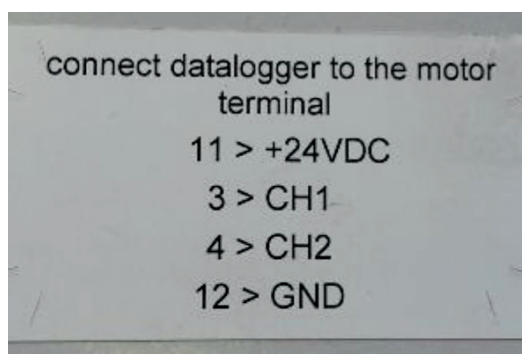 connect datalogger to the motor
terminal
11 > +24VDC
3 > CH1
4 > CH2
12 > GND